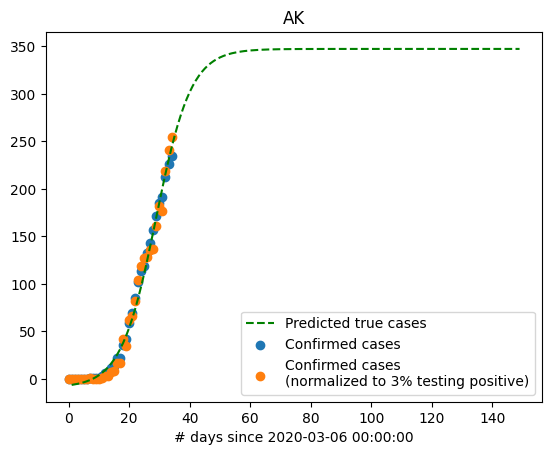 AK
350
300
250
200
150
100
50
0
Predicted true cases
Confirmed cases
Confirmed cases
(normalized to 3% testing positive)
0 20 40 60 80 100 120 140
# days since 2020-03-06 00:00:00